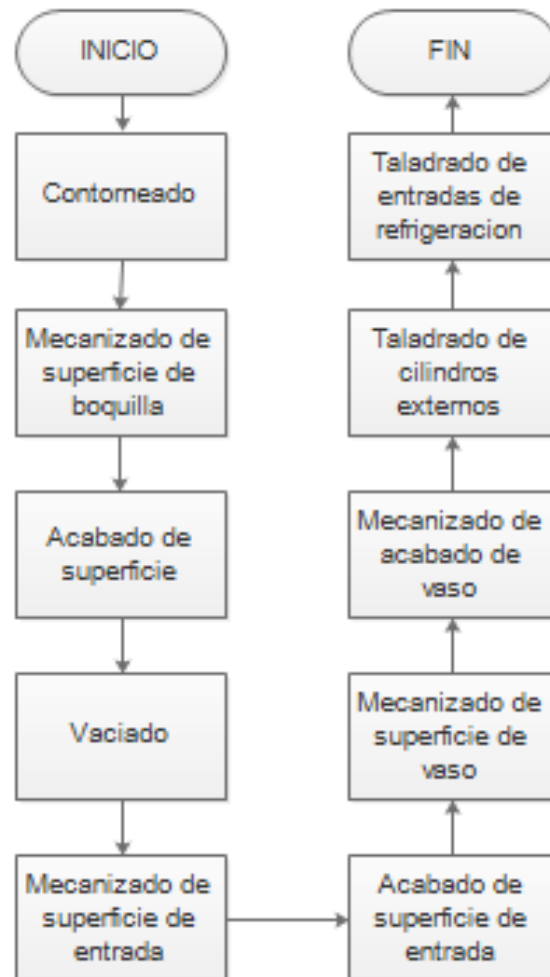 INICIO
Contorneado
Mecanizado de
superficie de
boquilla
Acabado de
superficie
Vaciado
Mecanizado de
superficie de
entrada
Acabado de
superficie de
entrada
Mecanizado de
superficie de
vaso
Mecanizado de
acabado de
vaso
Taladrado de
cilindros
externos
Taladrado de
entradas de
refrigeracion
FIN